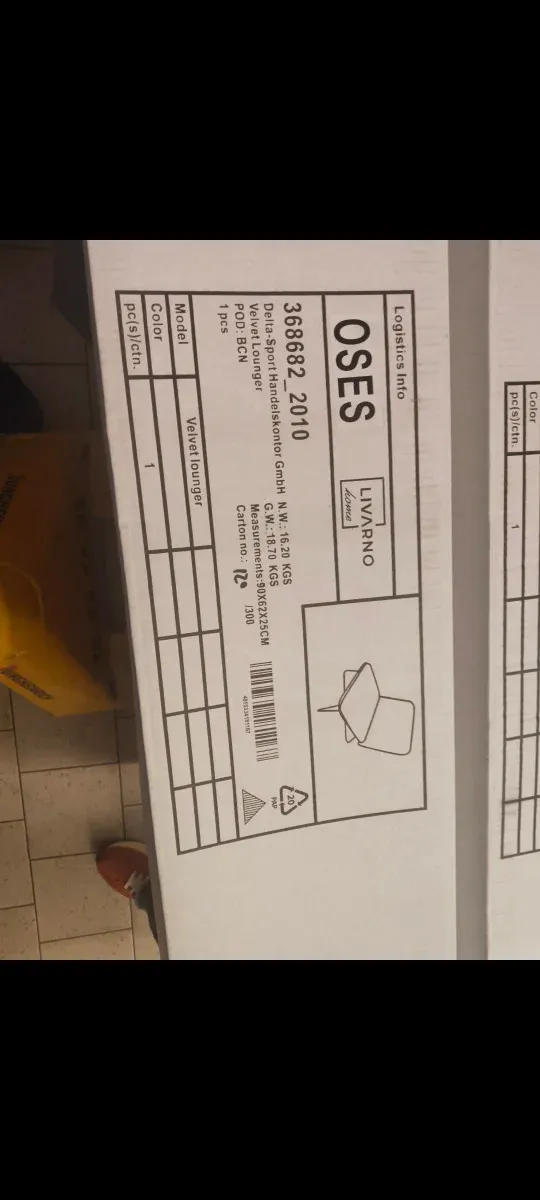 Logistics Info
OSES
LIVARNO
home
368682_2010
Delta-Sport Handelskontor GmbH N.W.: 16.20 KGS
Velvet Lounger G.W.: 18.70 KGS
POD: BCN Measurements:90X62X25CM
1 pcs Carton no.: 120 /300
20
PAP
Model Velvet lounger
Color
pc(s)/ctn. 1
Color
pc(s)/ctn. 1